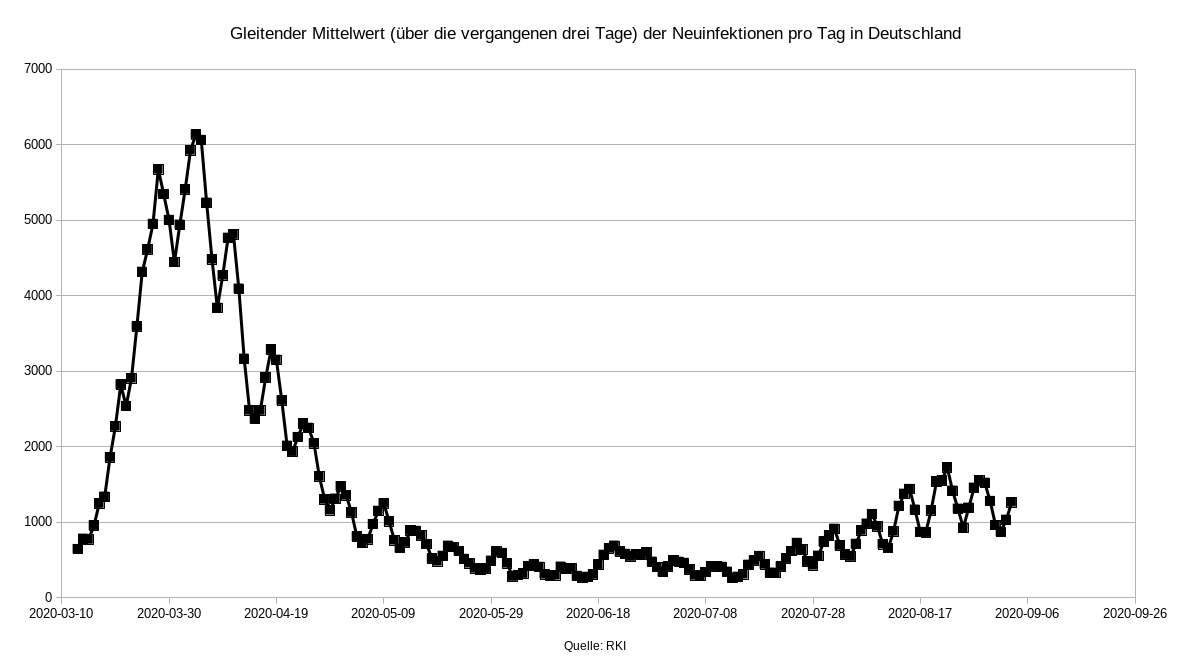 Gleitender Mittelwert (über die vergangenen drei Tage) der Neuinfektionen pro Tag in Deutschland
7000
6000
5000
4000
3000
2000
1000
0
2020-03-10 2020-03-30 2020-04-19 2020-05-09 2020-05-29 2020-06-18 2020-07-08 2020-07-28 2020-08-17 2020-09-06 2020-09-26
Quelle: RKI